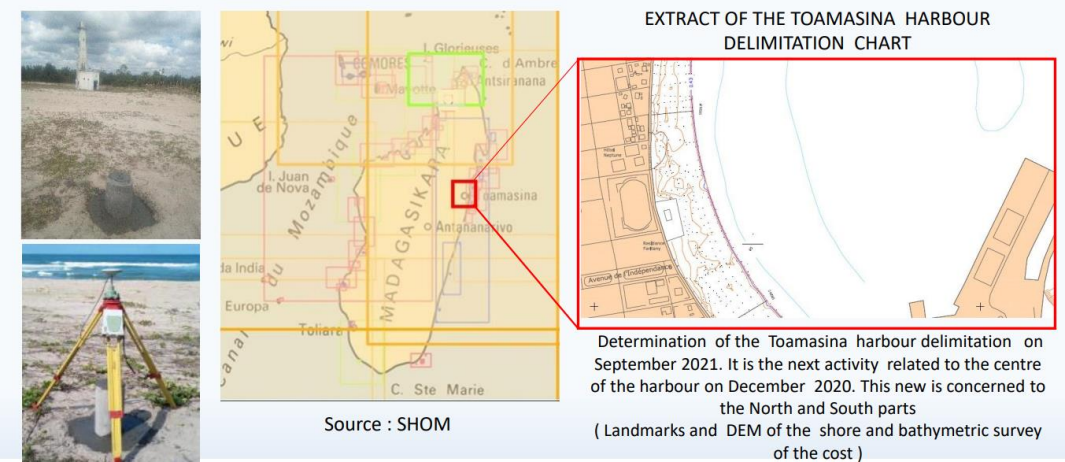 EXTRACT OF THE TOAMASINA HARBOUR
DELIMITATION CHART
I. Glorieuses
COMORES
C. d Ambre
Mayotte
Antsiranana
Mozambique
I. Juan
de Nova
MADAGASIKARA
Toamasina
Antananarivo
du
Europa
Toliara
C. Ste Marie
Avenue de l'Indépendance
Source : SHOM
Determination of the Toamasina harbour delimitation on
September 2021. It is the next activity related to the centre
of the harbour on December 2020. This new is concerned to
the North and South parts
( Landmarks and DEM of the shore and bathymetric survey
of the cost )